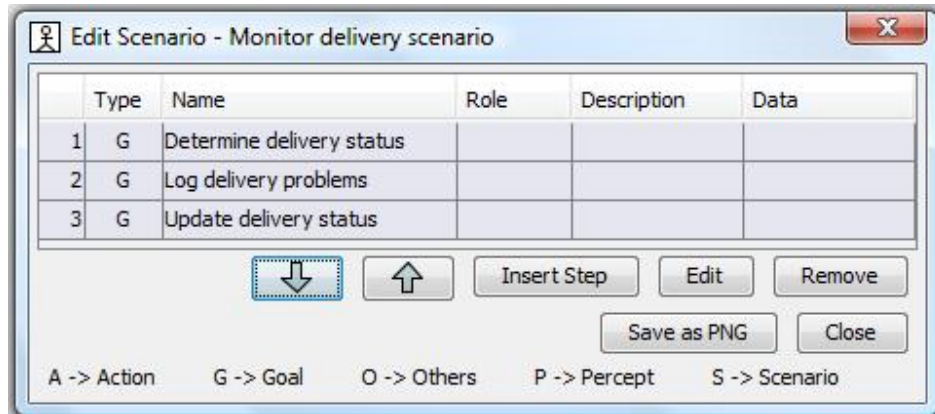 Edit Scenario - Monitor delivery scenario
Type Name Role Description Data
1 G Determine delivery status
2 G Log delivery problems
3 G Update delivery status
Insert Step Edit Remove
Save as PNG Close
A -> Action G -> Goal O -> Others P -> Percept S -> Scenario